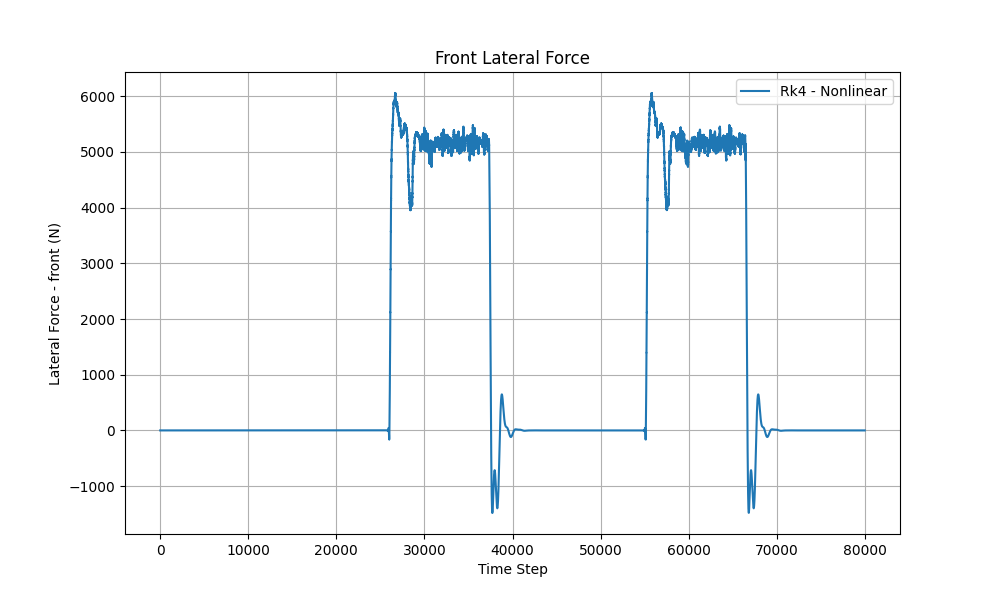 Front Lateral Force
Rk4 - Nonlinear
Lateral Force - front (N)
6000
5000
4000
3000
2000
1000
0
−1000
0 10000 20000 30000 40000 50000 60000 70000 80000
Time Step